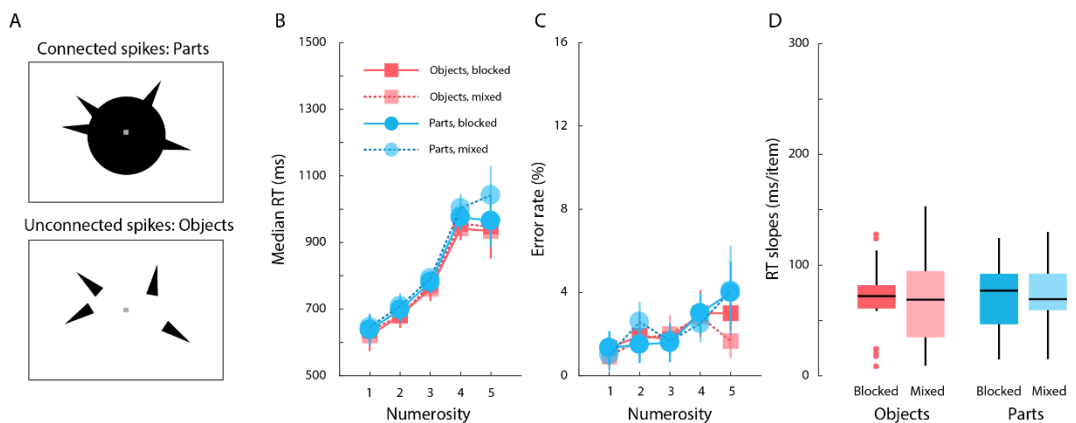 A
Connected spikes: Parts
Unconnected spikes: Objects
B
1500
1300
1100
900
700
500
Median RT (ms)
Objects, blocked
Objects, mixed
Parts, blocked
Parts, mixed
1 2 3 4 5
Numerosity
C
16
12
8
4
0
Error rate (%)
1 2 3 4 5
Numerosity
D
300
200
100
0
RT slopes (ms/item)
Blocked Mixed Blocked Mixed
Objects Parts